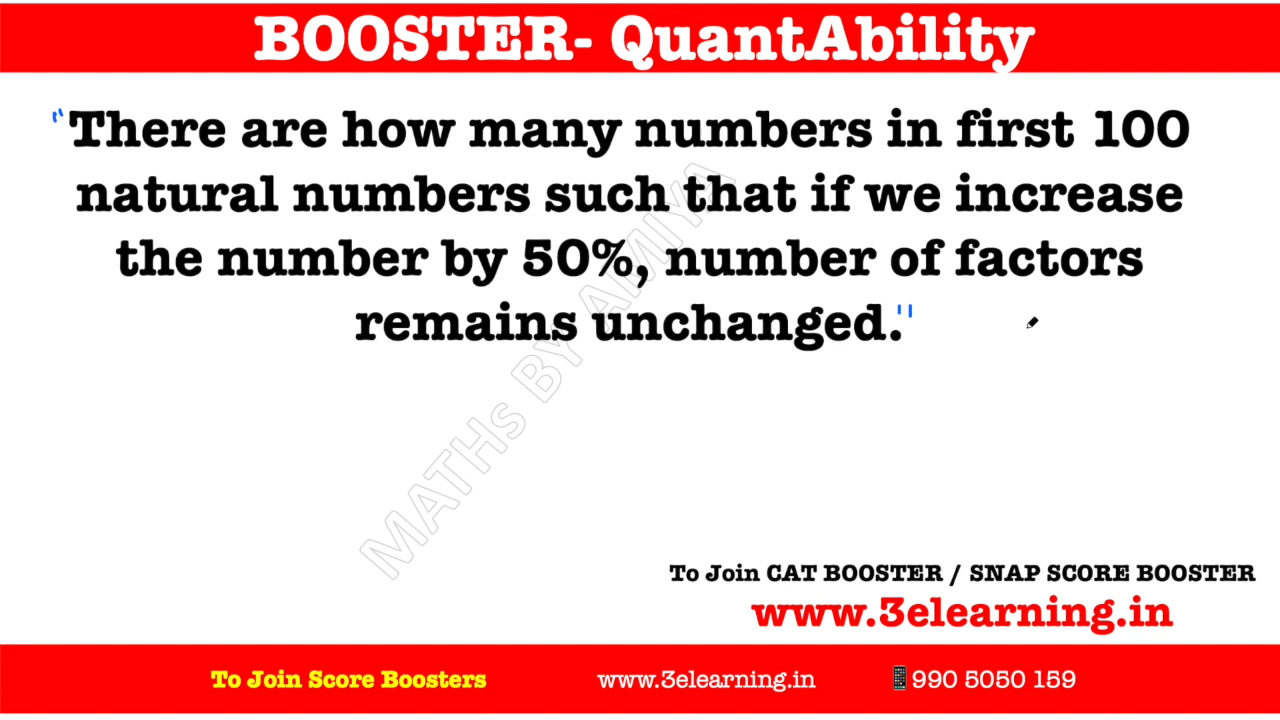 BOOSTER- QuantAbility
"There are how many numbers in first 100
natural numbers such that if we increase
the number by 50%, number of factors
remains unchanged."
MATHs BY AMIYA
To Join CAT BOOSTER / SNAP SCORE BOOSTER
www.3elearning.in
To Join Score Boosters www.3elearning.in 📱990 5050 159